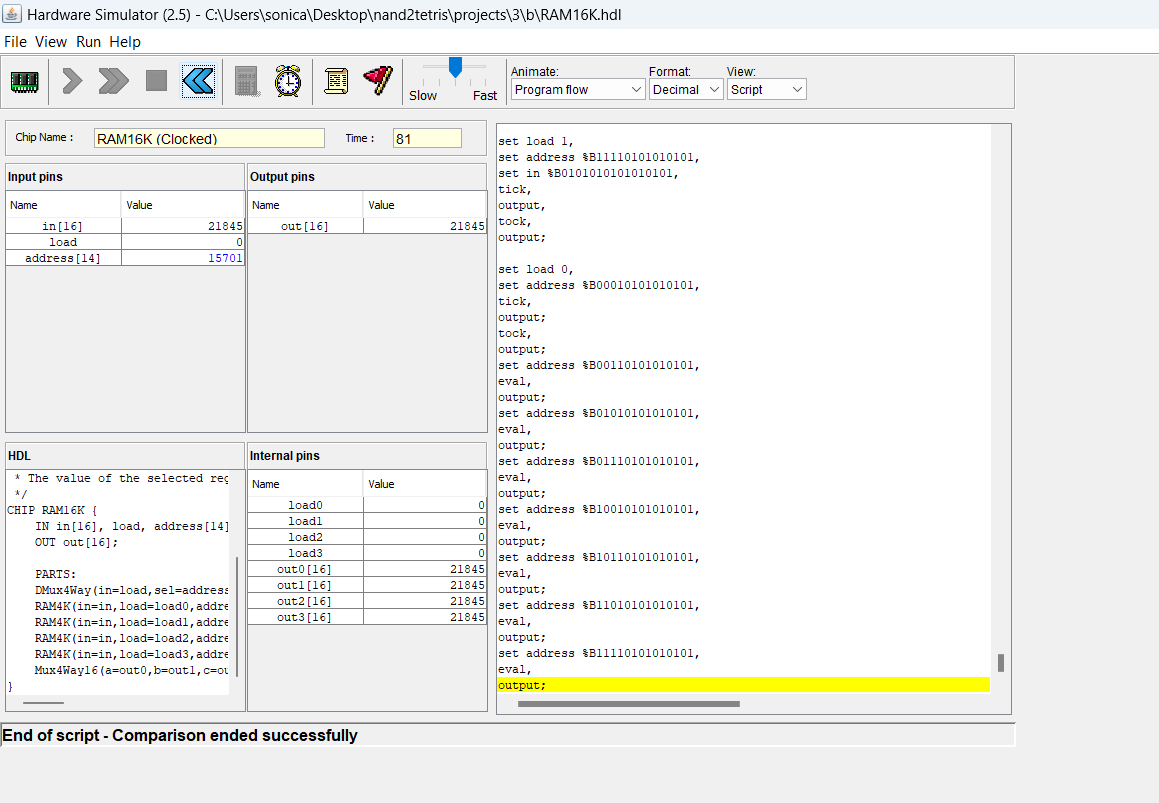 Hardware Simulator (2.5) - C:\Users\sonica\Desktop\nand2tetris\projects\3\b\RAM16K.hdl
File View Run Help
Slow Fast
Animate: Format: View:
Program flow Decimal Script
Chip Name : RAM16K (Clocked) Time : 81
Input pins
Name Value
in[16] 21845
load 0
address[14] 15701
Output pins
Name Value
out[16] 21845
HDL
* The value of the selected reg
*/
CHIP RAM16K {
IN in[16], load, address[14]
OUT out[16];
PARTS:
DMux4Way(in=load,sel=address
RAM4K(in=in,load=load0,addre
RAM4K(in=in,load=load1,addre
RAM4K(in=in,load=load2,addre
RAM4K(in=in,load=load3,addre
Mux4Way16(a=out0,b=out1,c=ou
}
Internal pins
Name Value
load0 0
load1 0
load2 0
load3 0
out0[16] 21845
out1[16] 21845
out2[16] 21845
out3[16] 21845
set load 1,
set address %B11110101010101,
set in %B0101010101010101,
tick,
output,
tock,
output;
set load 0,
set address %B00010101010101,
tick,
output;
tock,
output;
set address %B00110101010101,
eval,
output;
set address %B01010101010101,
eval,
output;
set address %B01110101010101,
eval,
output;
set address %B10010101010101,
eval,
output;
set address %B10110101010101,
eval,
output;
set address %B11010101010101,
eval,
output;
set address %B11110101010101,
eval,
output;
End of script - Comparison ended successfully